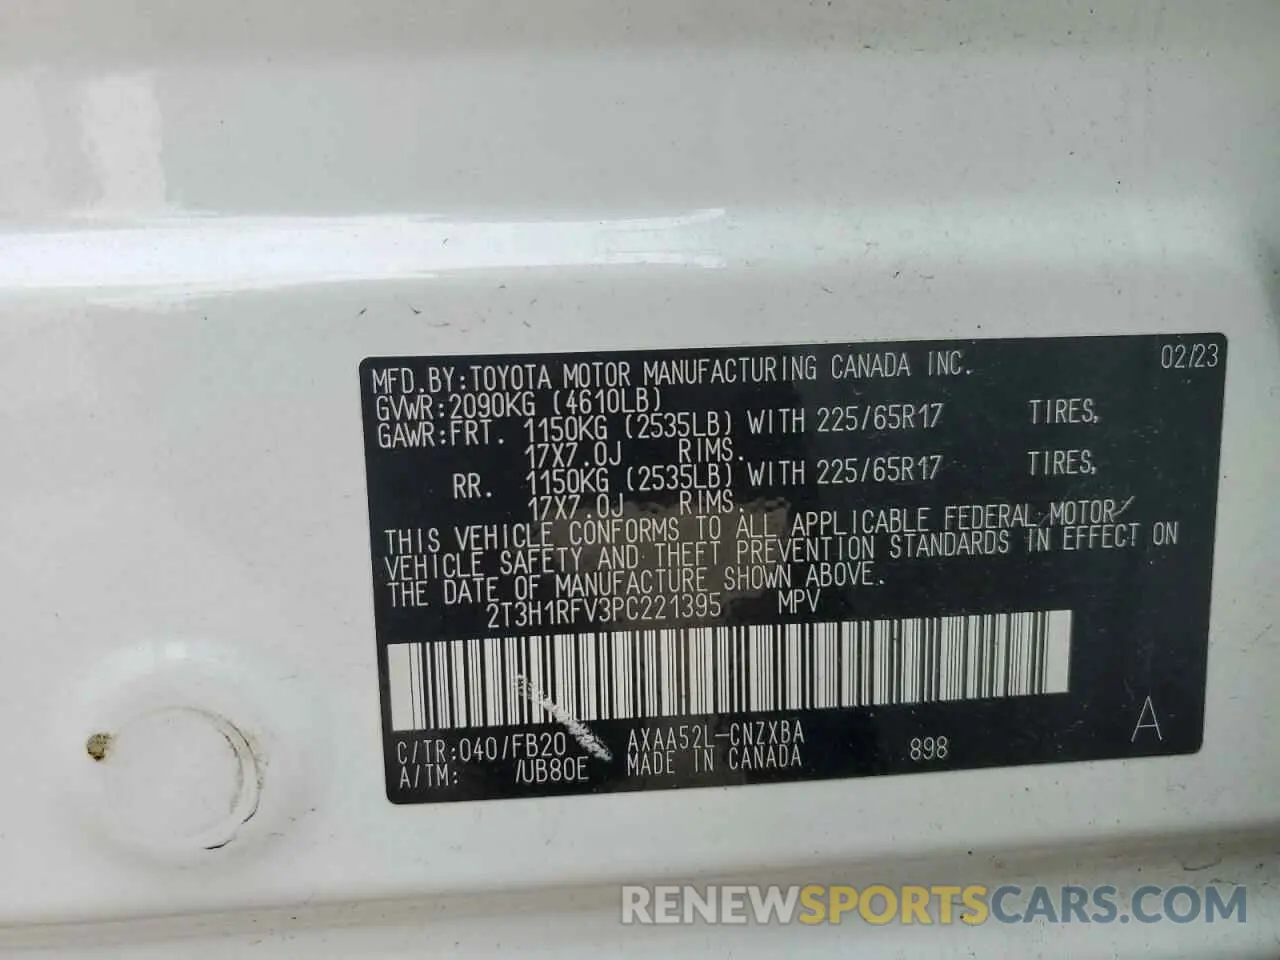 MFD.BY:TOYOTA MOTOR MANUFACTURING CANADA INC. 02/23
GVWR:2090KG (4610LB)
GAWR:FRT. 1150KG (2535LB) WITH 225/65R17 TIRES,
17X7.0J RIMS.
RR. 1150KG (2535LB) WITH 225/65R17 TIRES,
17X7.0J RIMS.
THIS VEHICLE CONFORMS TO ALL APPLICABLE FEDERAL MOTOR
VEHICLE SAFETY AND THEFT PREVENTION STANDARDS IN EFFECT ON
THE DATE OF MANUFACTURE SHOWN ABOVE.
2T3H1RFV3PC221395 MPV
C/TR:040/FB20 AXAA52L-CNZXBA 898 A
A/TM: /UB80E MADE IN CANADA
RENEWSPORTSCARS.COM